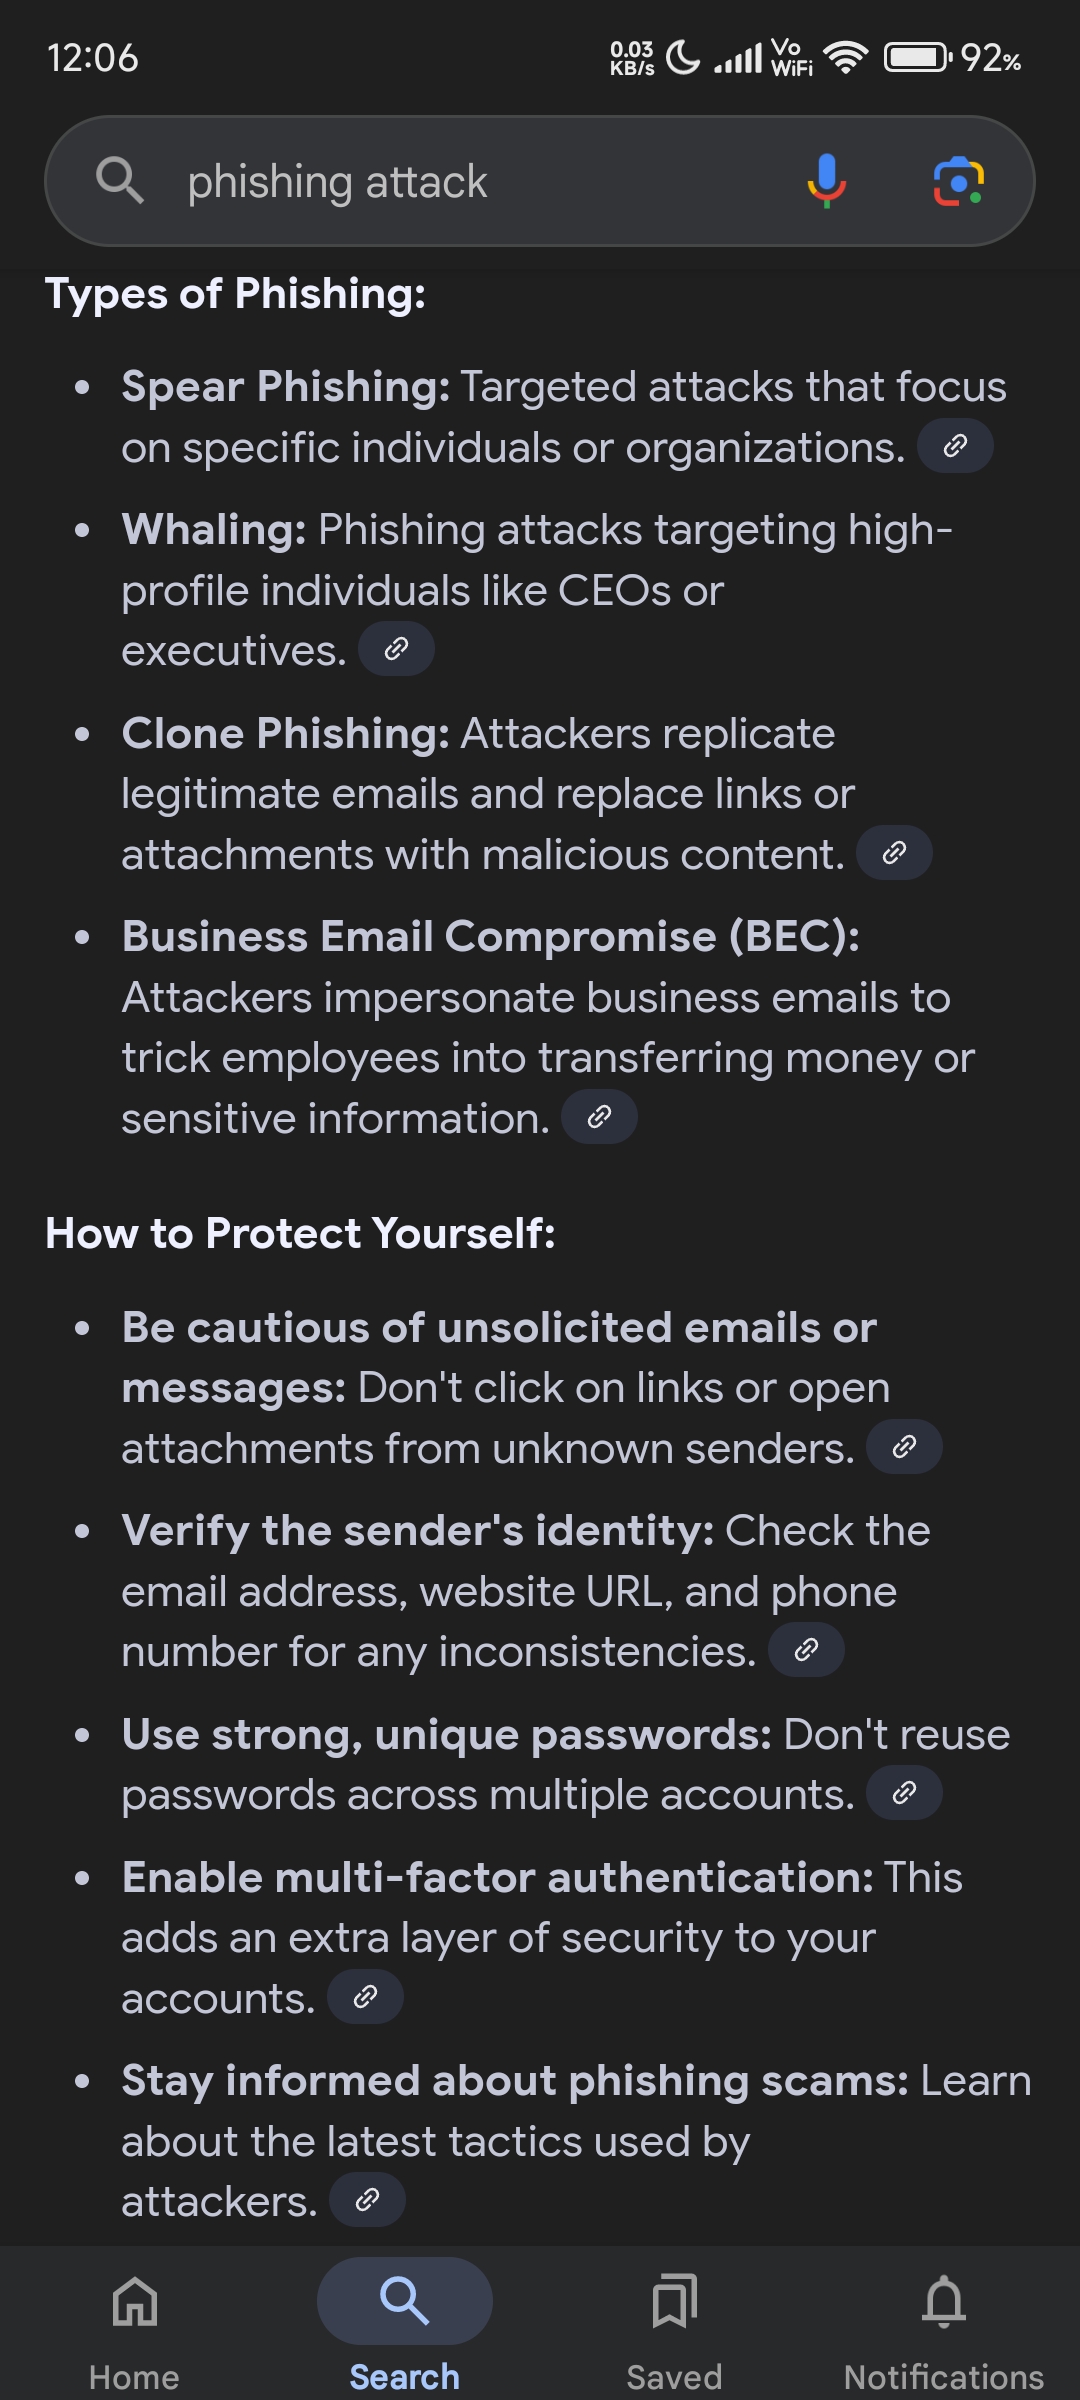 12:06
0.03
KB/s
Vo
WiFi
92%
phishing attack
Types of Phishing:
• Spear Phishing: Targeted attacks that focus
on specific individuals or organizations.
• Whaling: Phishing attacks targeting high-
profile individuals like CEOs or
executives.
• Clone Phishing: Attackers replicate
legitimate emails and replace links or
attachments with malicious content.
• Business Email Compromise (BEC):
Attackers impersonate business emails to
trick employees into transferring money or
sensitive information.
How to Protect Yourself:
• Be cautious of unsolicited emails or
messages: Don't click on links or open
attachments from unknown senders.
• Verify the sender's identity: Check the
email address, website URL, and phone
number for any inconsistencies.
• Use strong, unique passwords: Don't reuse
passwords across multiple accounts.
• Enable multi-factor authentication: This
adds an extra layer of security to your
accounts.
• Stay informed about phishing scams: Learn
about the latest tactics used by
attackers.
Home
Search
Saved
Notifications